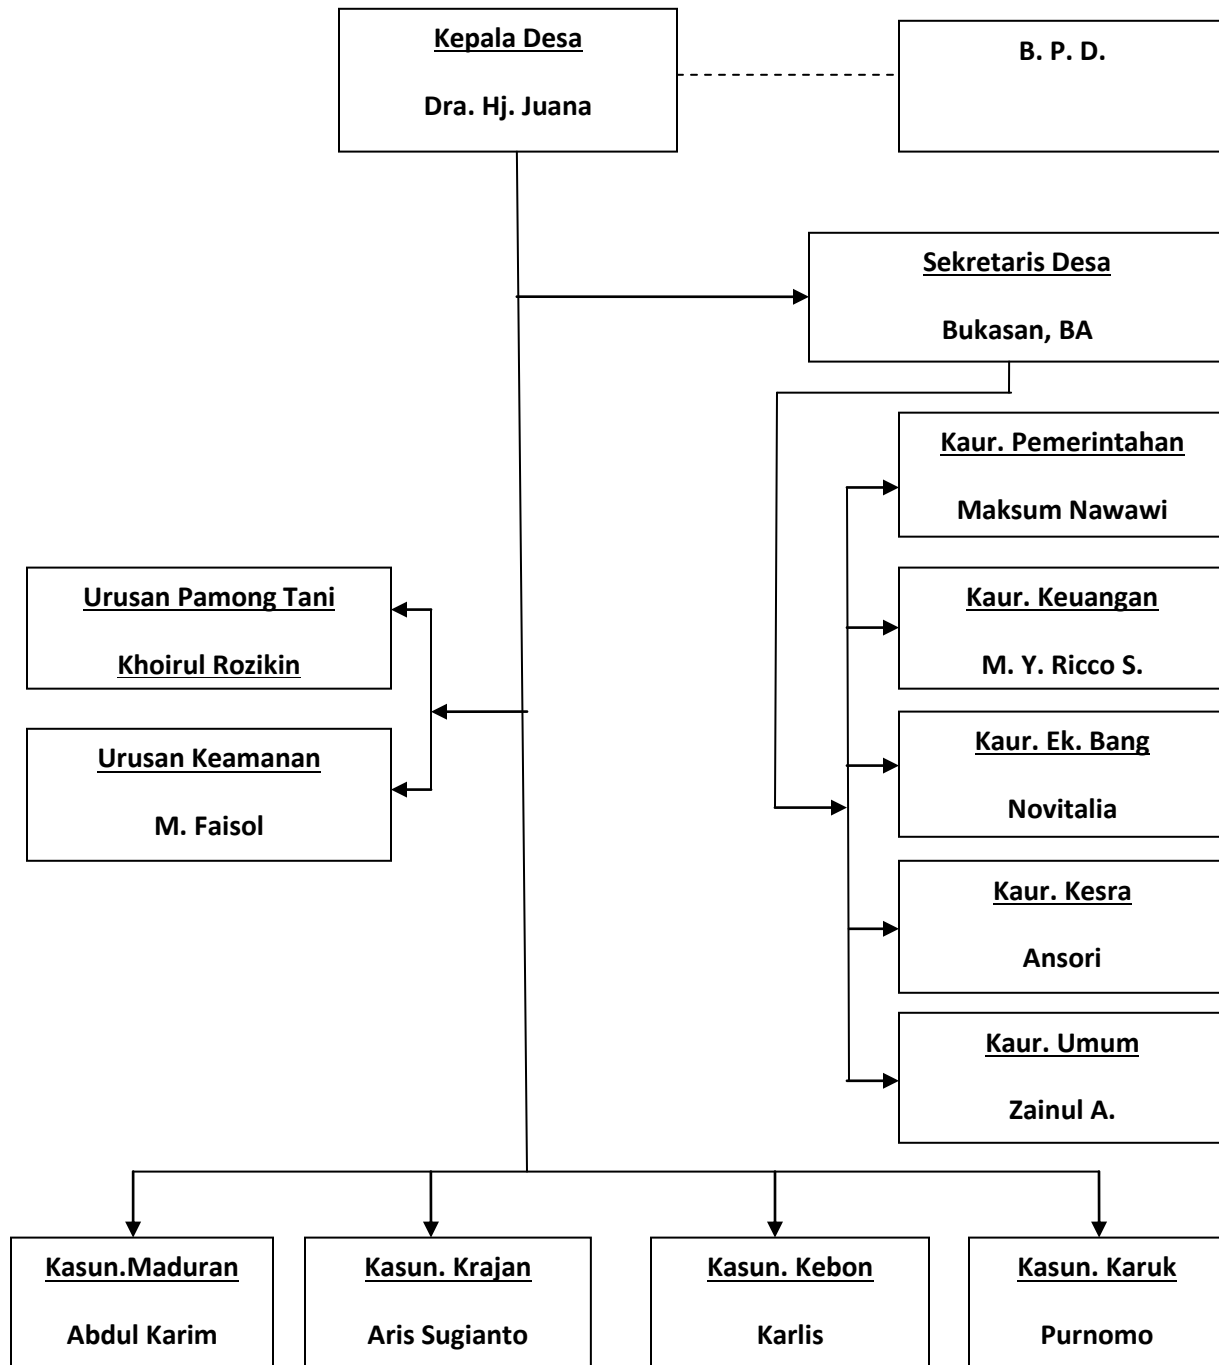 Kepala Desa
Dra. Hj. Juana
B. P. D.
Sekretaris Desa
Bukasan, BA
Kaur. Pemerintahan
Maksum Nawawi
Urusan Pamong Tani
Khoirul Rozikin
Kaur. Keuangan
M. Y. Ricco S.
Urusan Keamanan
M. Faisol
Kaur. Ek. Bang
Novitalia
Kaur. Kesra
Ansori
Kaur. Umum
Zainul A.
Kasun.Maduran
Abdul Karim
Kasun. Krajan
Aris Sugianto
Kasun. Kebon
Karlis
Kasun. Karuk
Purnomo